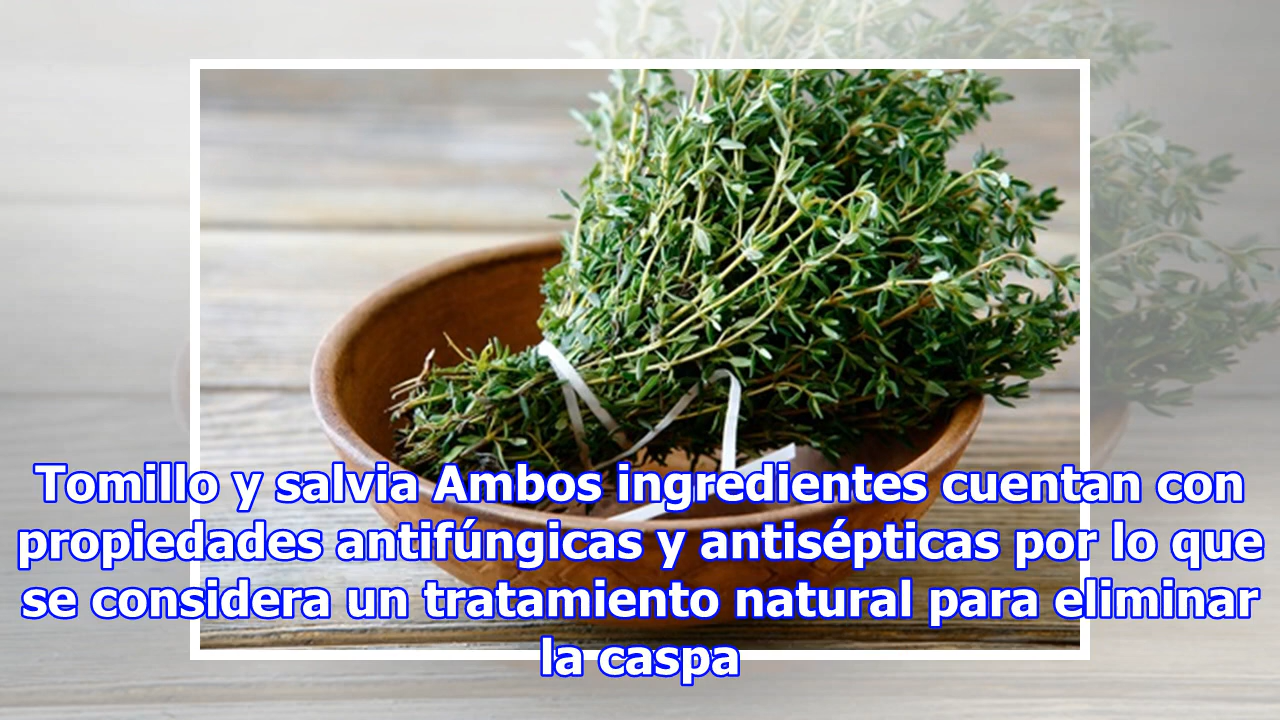 Tomillo y salvia Ambos ingredientes cuentan con
propiedades antifúngicas y antisépticas por lo que
se considera un tratamiento natural para eliminar
la caspa